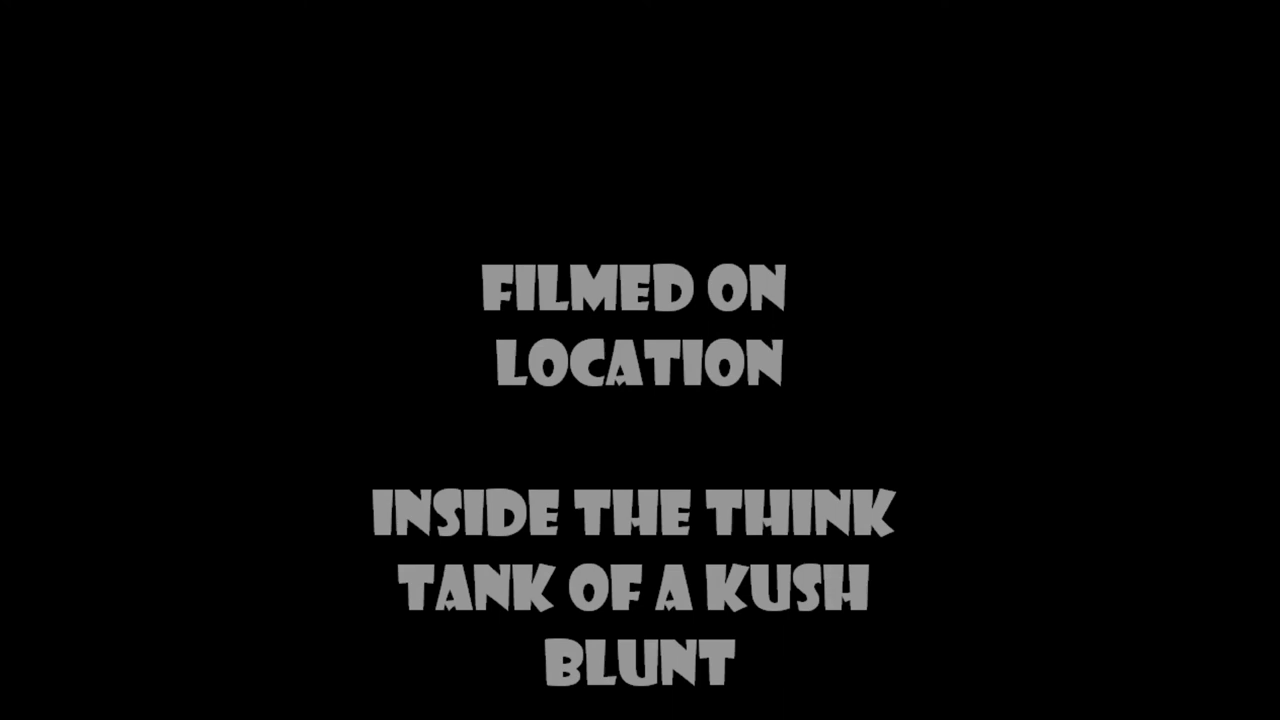 FILMED ON
LOCATION
INSIDE THE THINK
TANK OF A KUSH
BLUNT